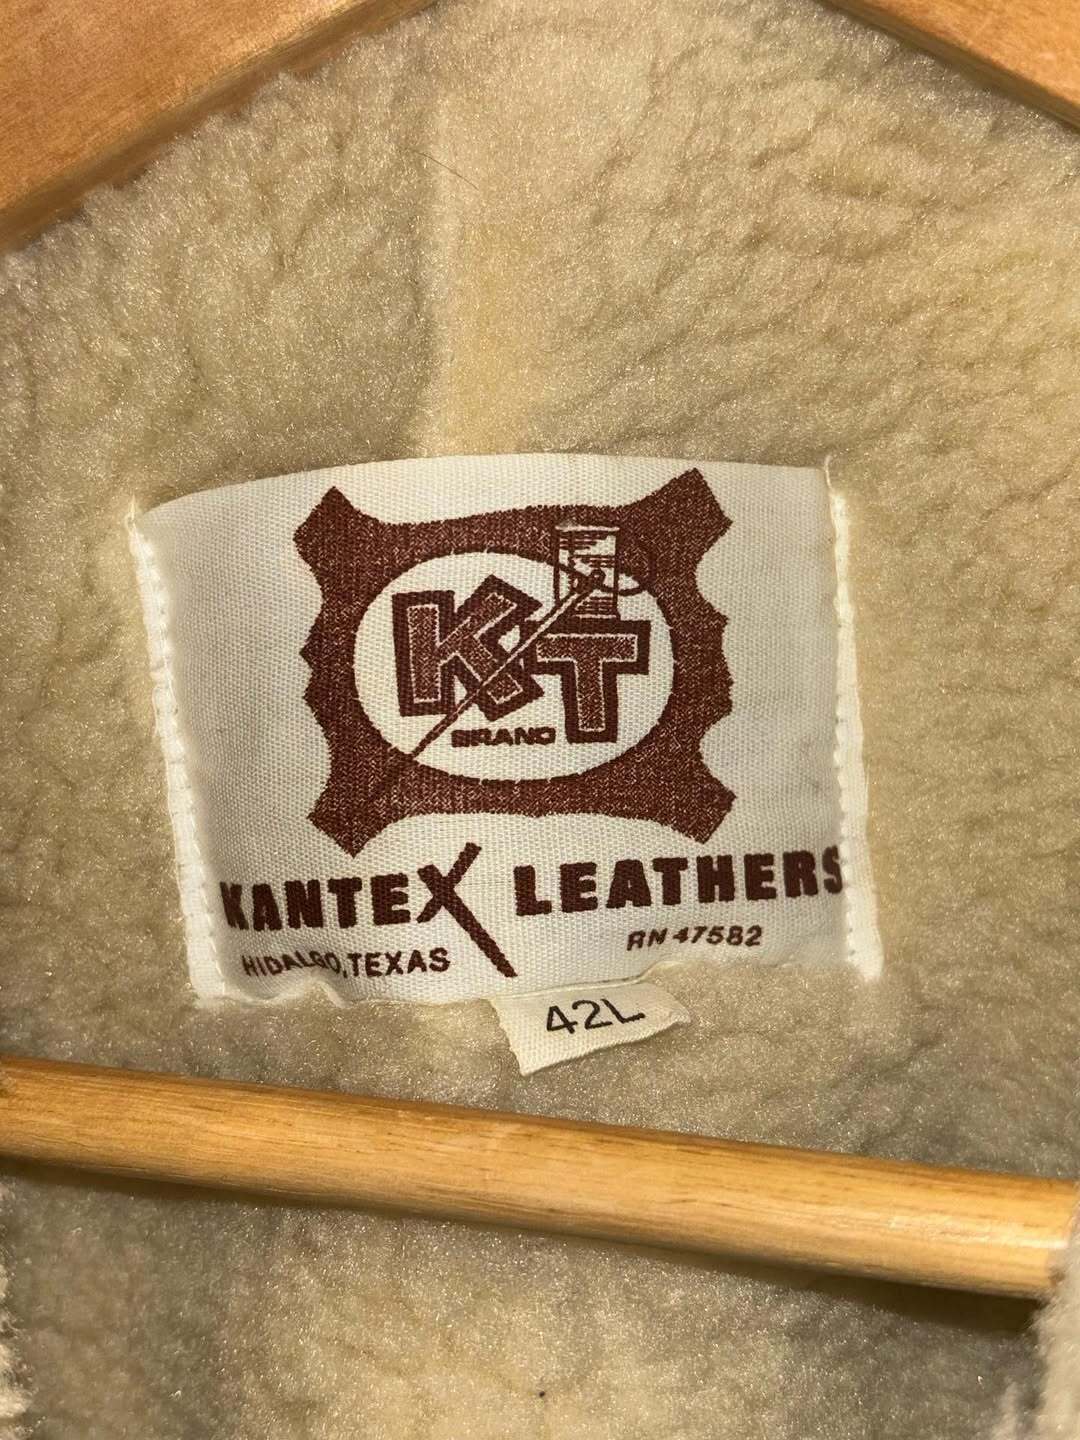 KT
BRAND
KANTEX LEATHERS
HIDALGO, TEXAS RN 47582
42L